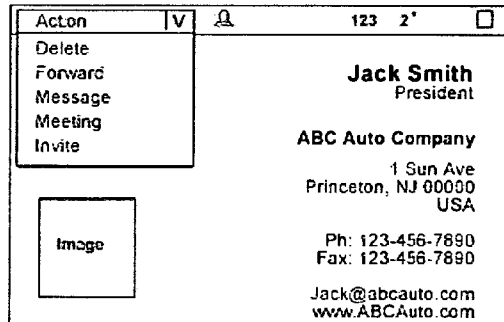 Action V 123 2*
Delete
Forward
Message
Meeting
Invite
Jack Smith
President
ABC Auto Company
1 Sun Ave
Princeton, NJ 00000
USA
Image
Ph: 123-456-7890
Fax: 123-456-7890
Jack@abcauto.com
www.ABCAuto.com